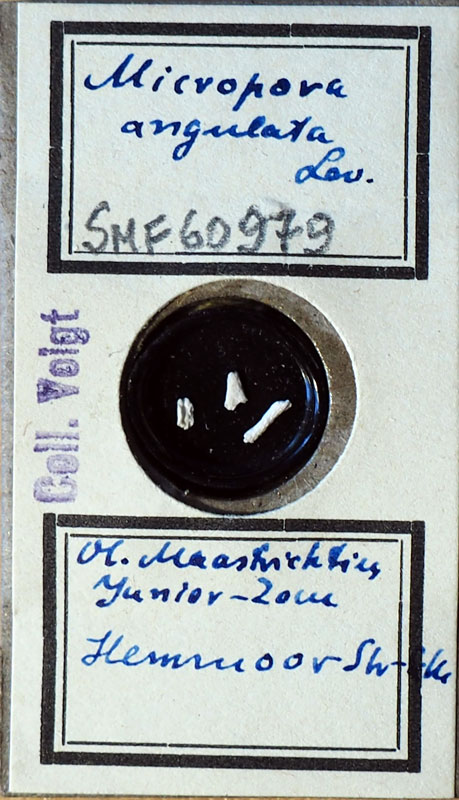 Micropora
angulata
Lev.
SMF60979
Coll. Voigt
Ob. Maastrichtium
Junior-Zone
Hemmoor